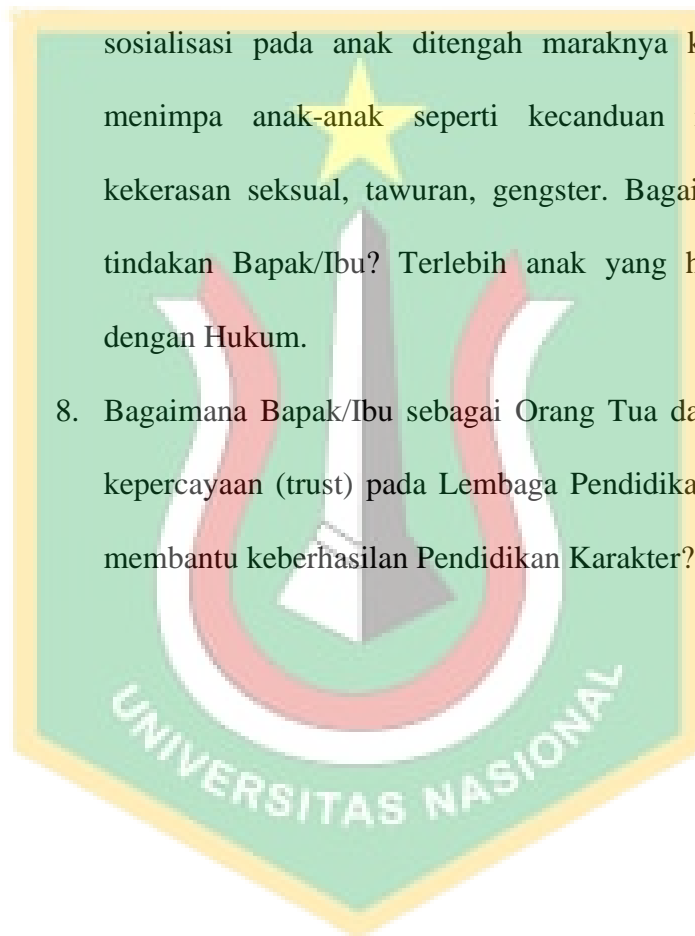 sosialisasi pada anak ditengah maraknya
menimpa anak-anak seperti kecanduan
kekerasan seksual, tawuran, gengster.
tindakan Bapak/Ibu? Terlebih anak yang
dengan Hukum.
8. Bagaimana Bapak/Ibu sebagai Orang Tua
kepercayaan (trust) pada Lembaga
membantu keberhasilan Pendidikan Karakter?
UNIVERSITAS NASIONAL